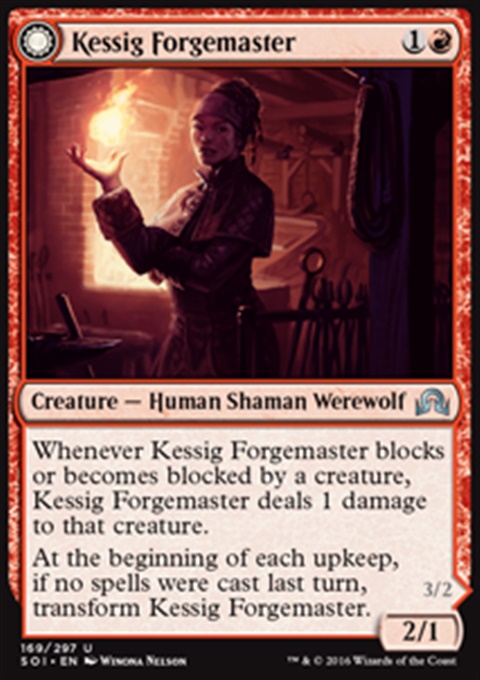 Kessig Forgemaster 1
Creature — Human Shaman Werewolf
Whenever Kessig Forgemaster blocks
or becomes blocked by a creature,
Kessig Forgemaster deals 1 damage
to that creature.
At the beginning of each upkeep,
if no spells were cast last turn,
transform Kessig Forgemaster.
3/2
2/1
169/297 U
SOI • EN Winona Nelson ™ & © 2016 Wizards of the Coast